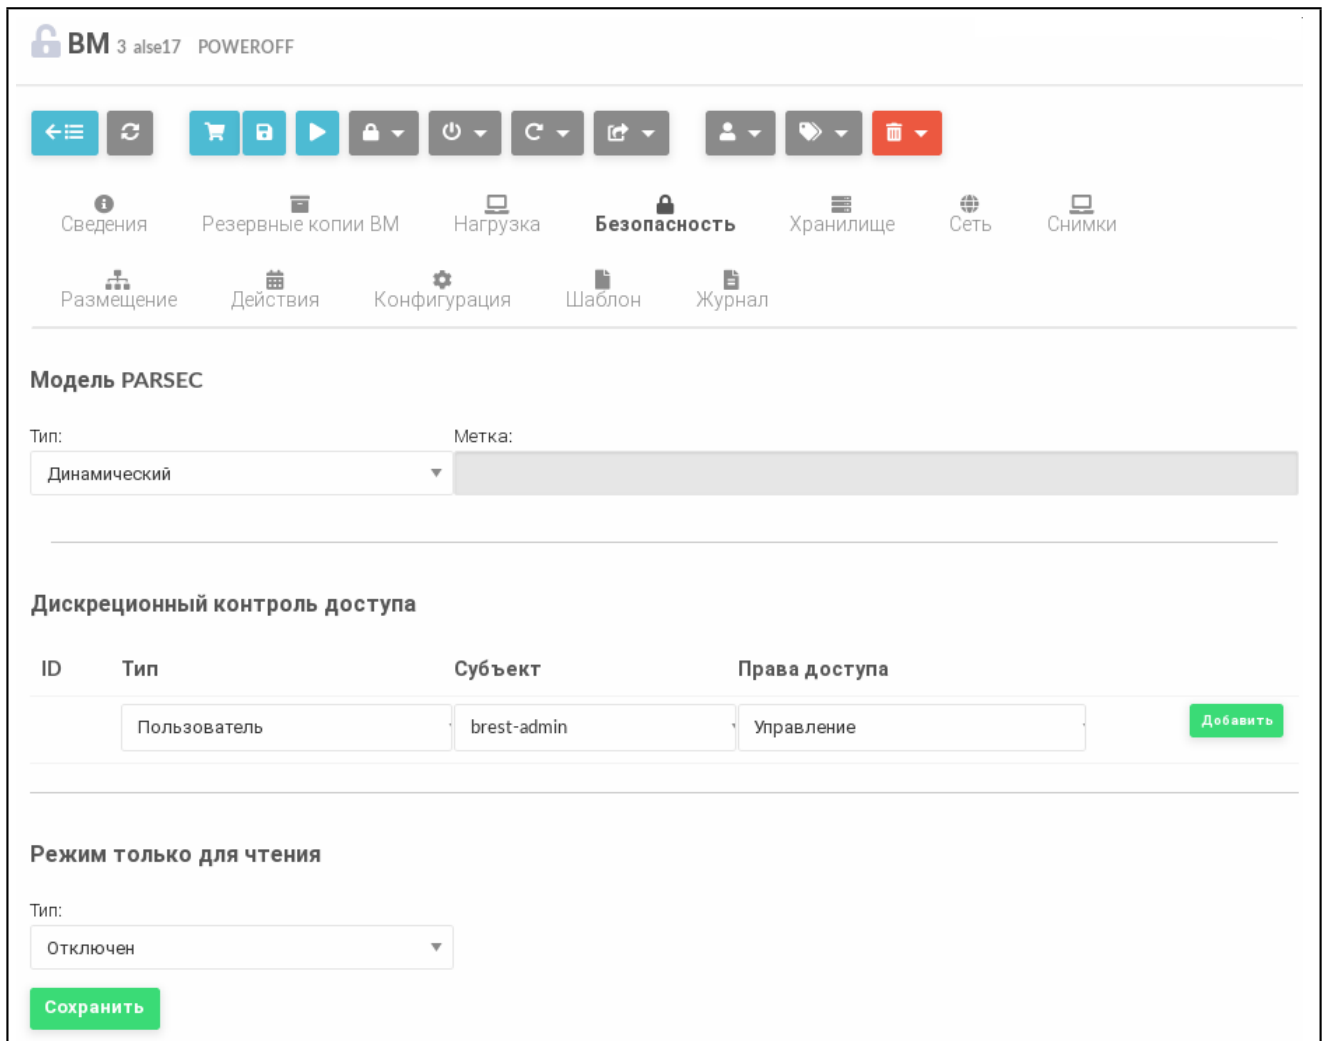 ВМ 3 alse17 POWEROFF
Сведения Резервные копии ВМ Нагрузка Безопасность Хранилище Сеть Снимки
Размещение Действия Конфигурация Шаблон Журнал
Модель PARSEC
Тип: Метка:
Динамический
Дискреционный контроль доступа
ID Тип Субъект Права доступа
Пользователь brest-admin Управление Добавить
Режим только для чтения
Тип:
Отключен
Сохранить